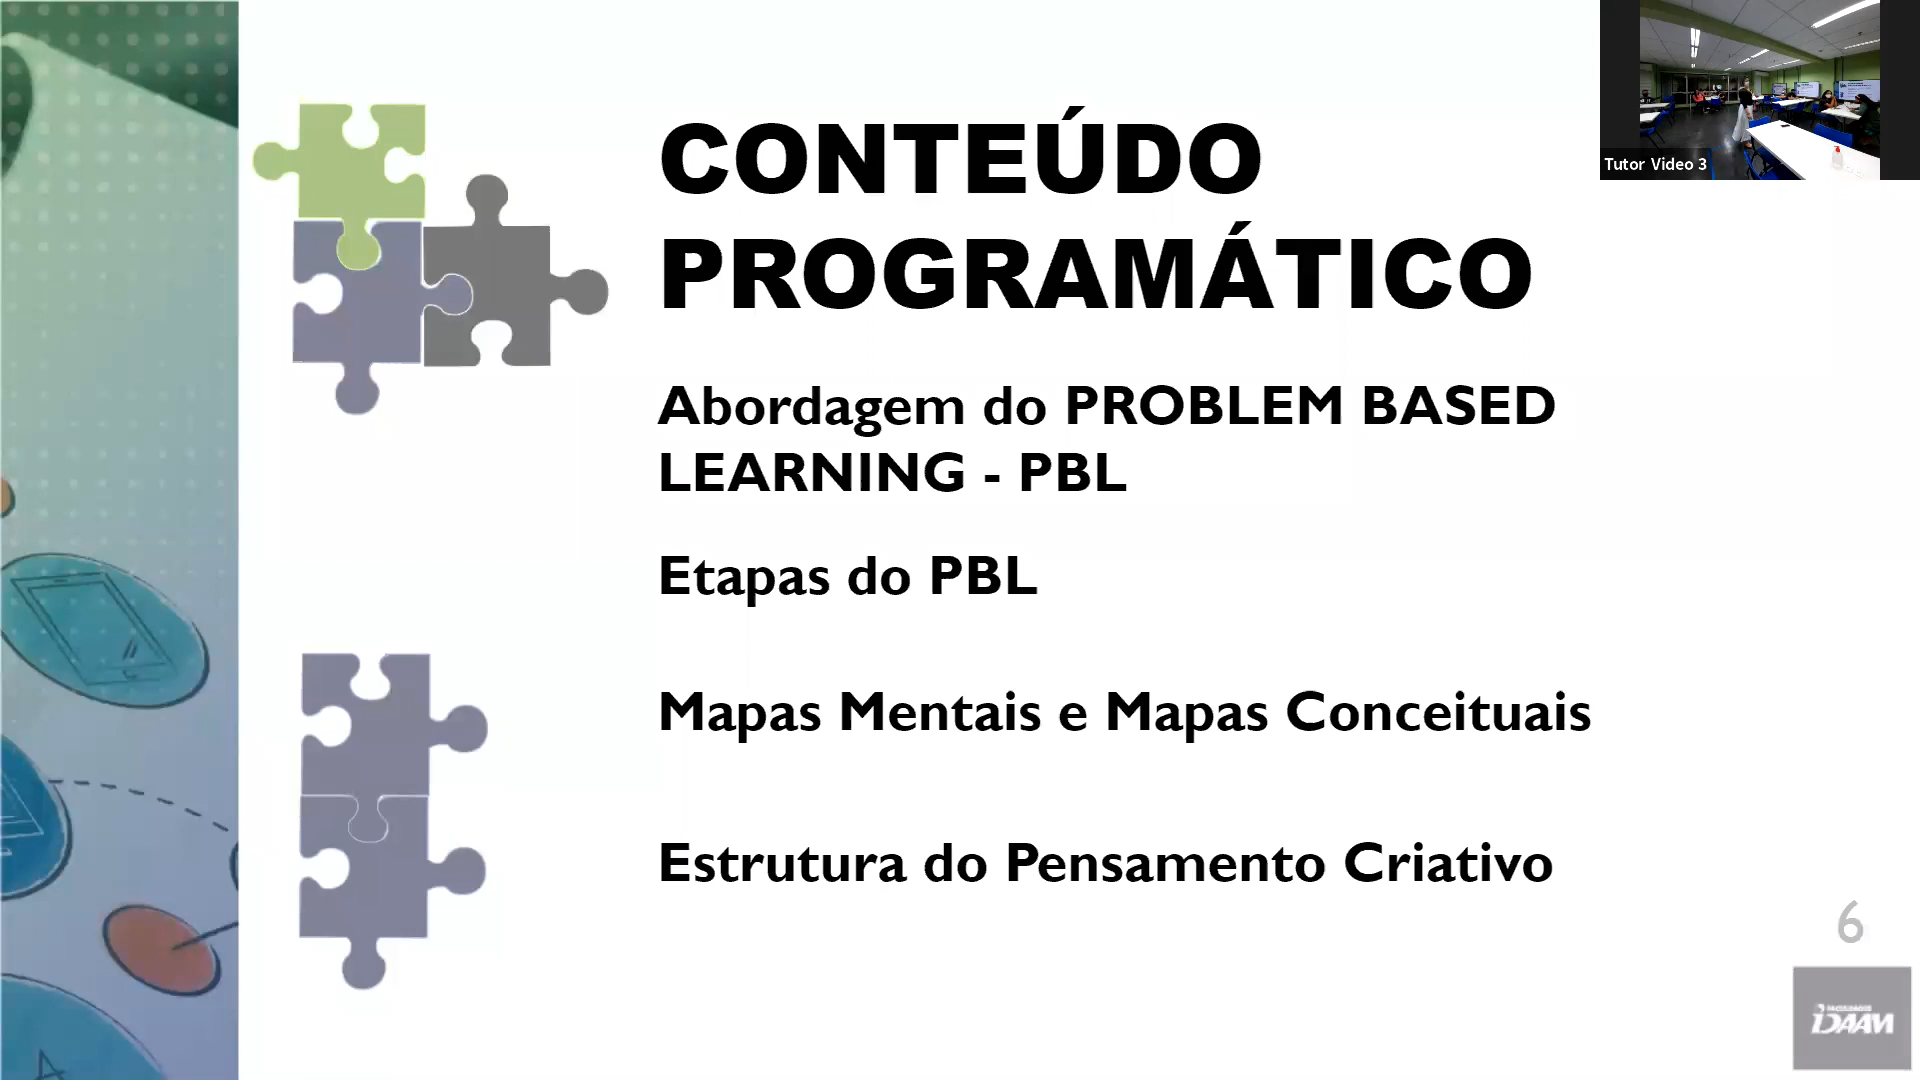 CONTEÚDO
PROGRAMÁTICO
Abordagem do PROBLEM BASED
LEARNING - PBL
Etapas do PBL
Mapas Mentais e Mapas Conceituais
Estrutura do Pensamento Criativo
6
Tutor Video 3